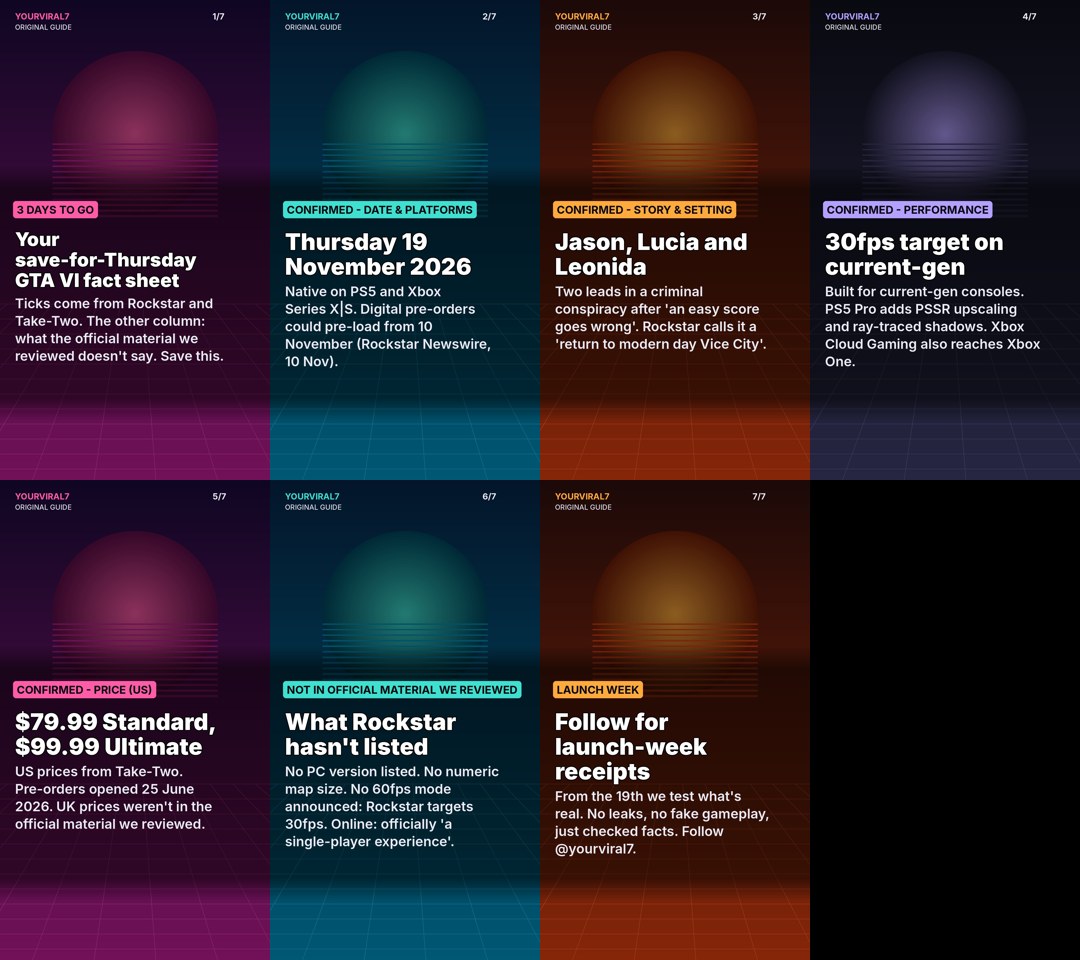 YOURVIRAL7
1/7
ORIGINAL GUIDE
3 DAYS TO GO
Your
save-for-Thursday
GTA VI fact sheet
Ticks come from Rockstar and
Take-Two. The other column:
what the official material we
reviewed doesn't say. Save this.
YOURVIRAL7
2/7
ORIGINAL GUIDE
CONFIRMED - DATE & PLATFORMS
Thursday 19
November 2026
Native on PS5 and Xbox
Series X|S. Digital pre-orders
could pre-load from 10
November (Rockstar Newswire,
10 Nov).
YOURVIRAL7
3/7
ORIGINAL GUIDE
CONFIRMED - STORY & SETTING
Jason, Lucia and
Leonida
Two leads in a criminal
conspiracy after 'an easy score
goes wrong'. Rockstar calls it a
'return to modern day Vice City'.
YOURVIRAL7
4/7
ORIGINAL GUIDE
CONFIRMED - PERFORMANCE
30fps target on
current-gen
Built for current-gen consoles.
PS5 Pro adds PSSR upscaling
and ray-traced shadows. Xbox
Cloud Gaming also reaches Xbox
One.
YOURVIRAL7
5/7
ORIGINAL GUIDE
CONFIRMED - PRICE (US)
$79.99 Standard,
$99.99 Ultimate
US prices from Take-Two.
Pre-orders opened 25 June
2026. UK prices weren't in the
official material we reviewed.
YOURVIRAL7
6/7
ORIGINAL GUIDE
NOT IN OFFICIAL MATERIAL WE REVIEWED
What Rockstar
hasn't listed
No PC version listed. No numeric
map size. No 60fps mode
announced: Rockstar targets
30fps. Online: officially 'a
single-player experience'.
YOURVIRAL7
7/7
ORIGINAL GUIDE
LAUNCH WEEK
Follow for
launch-week
receipts
From the 19th we test what's
real. No leaks, no fake gameplay,
just checked facts. Follow
@yourviral7.